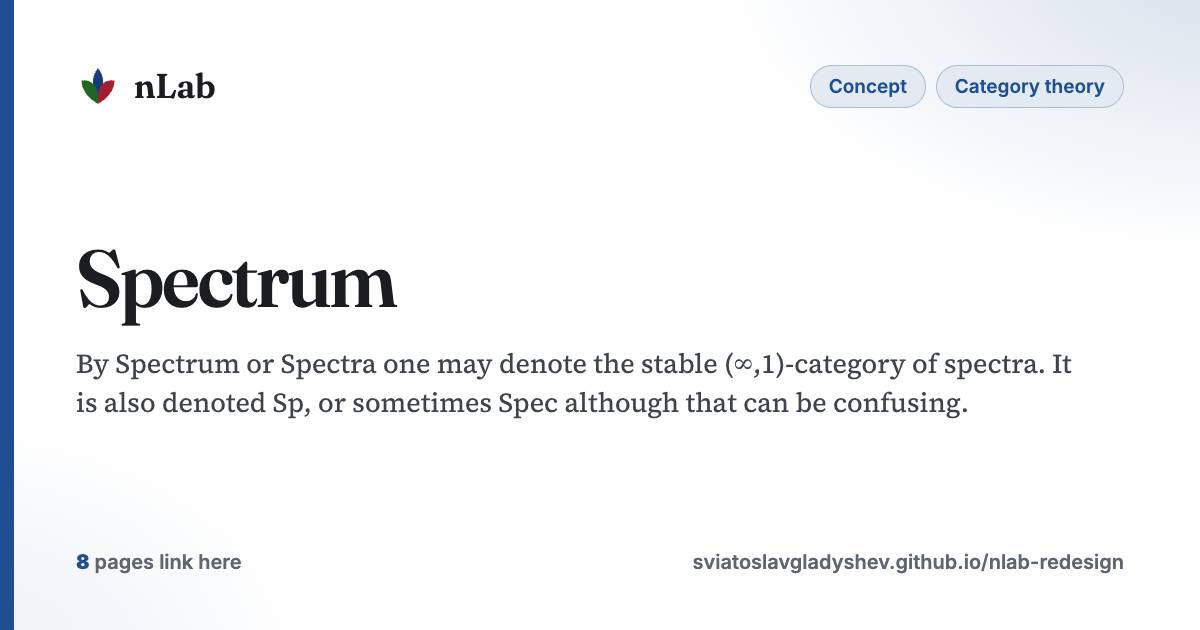 nLab
Concept
Category theory
Spectrum
By Spectrum or Spectra one may denote the stable (∞,1)-category of spectra. It
is also denoted Sp, or sometimes Spec although that can be confusing.
8 pages link here
sviatoslavgladyshev.github.io/nlab-redesign